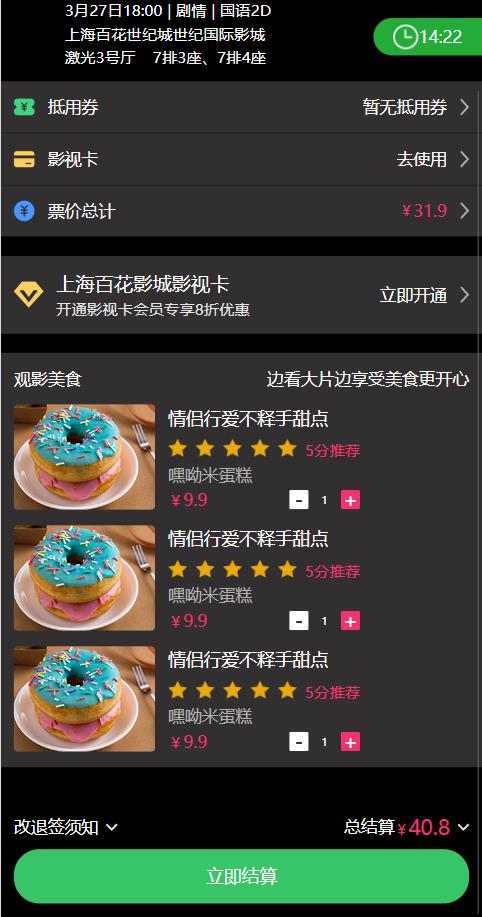 3月27日18:00 | 剧情 | 国语2D
上海百花世纪城世纪国际影城
激光3号厅 7排3座、7排4座
14:22
抵用券 暂无抵用券
影视卡 去使用
票价总计 ¥31.9
上海百花影城影视卡
开通影视卡会员专享8折优惠
立即开通
观影美食 边看大片边享受美食更开心
情侣行爱不释手甜点
5分推荐
嘿呦米蛋糕
¥9.9 - 1 +
情侣行爱不释手甜点
5分推荐
嘿呦米蛋糕
¥9.9 - 1 +
情侣行爱不释手甜点
5分推荐
嘿呦米蛋糕
¥9.9 - 1 +
改退签须知 总结算¥40.8
立即结算